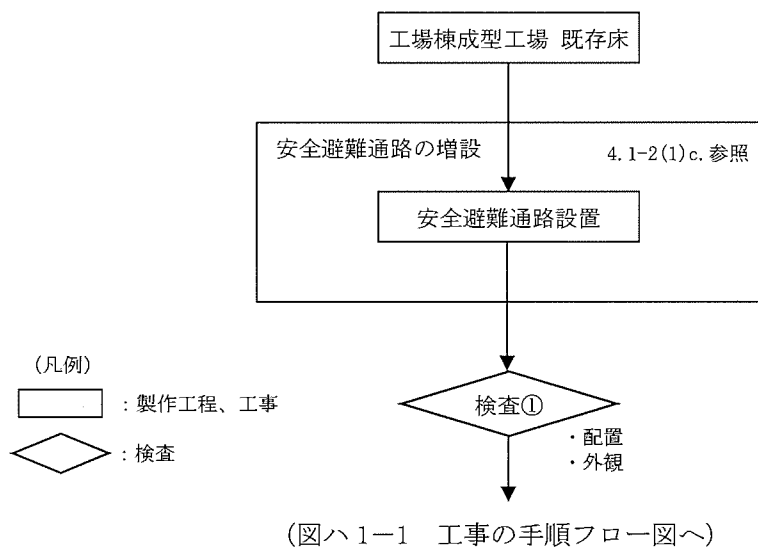 工場棟成型工場 既存床
安全避難通路の増設
4.1-2(1)c.参照
安全避難通路設置
(凡例)
：製作工程、工事
：検査
検査①
・配置
・外観
(図ハ1－1 工事の手順フロー図へ)